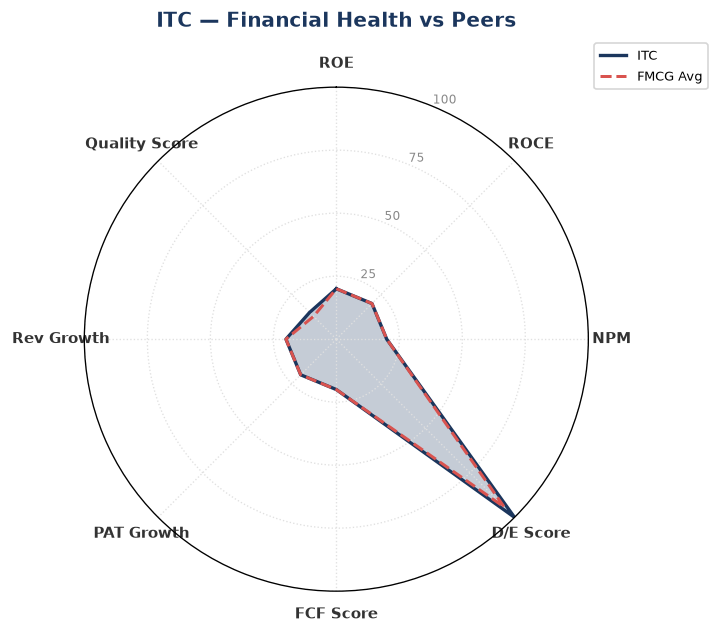 ITC — Financial Health vs Peers
ITC
FMCG Avg
ROE
100
Quality Score
ROCE
75
50
25
Rev Growth
NPM
PAT Growth
D/E Score
FCF Score